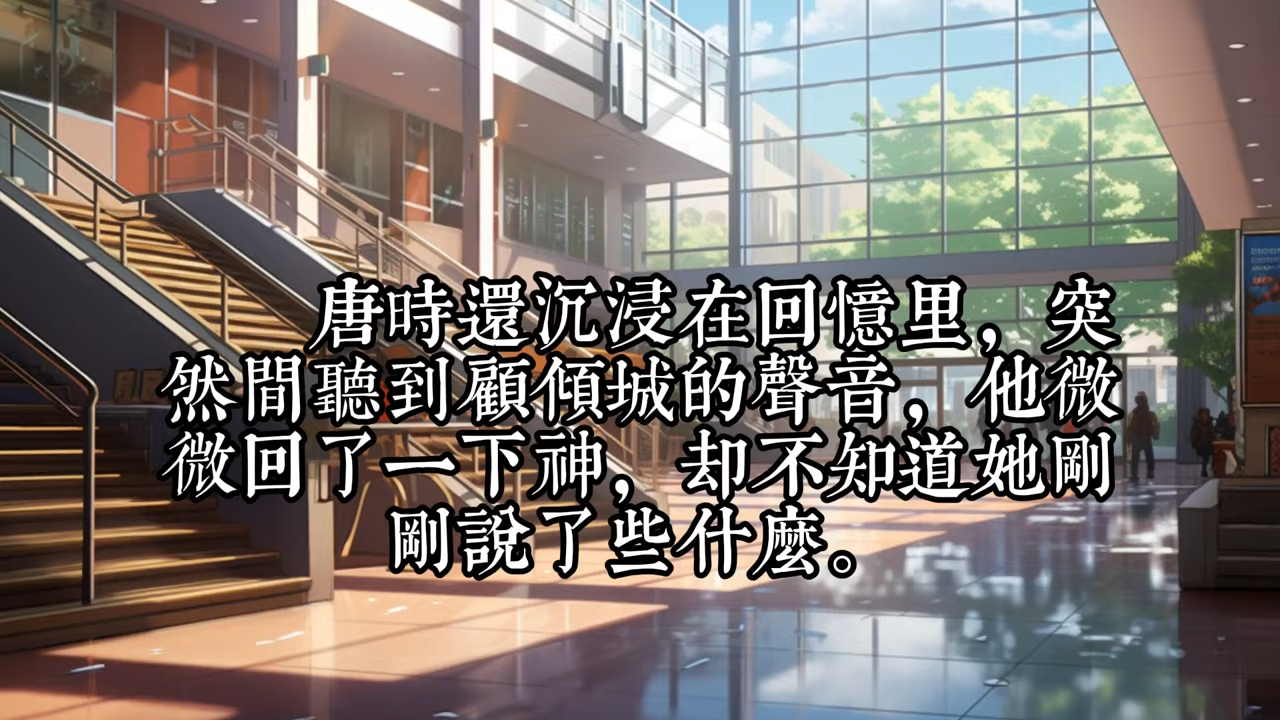 唐時還沉浸在回憶里，突
然間聽到顧傾城的聲音，他微
微回了一下神，却不知道她剛
剛說了些什麼。